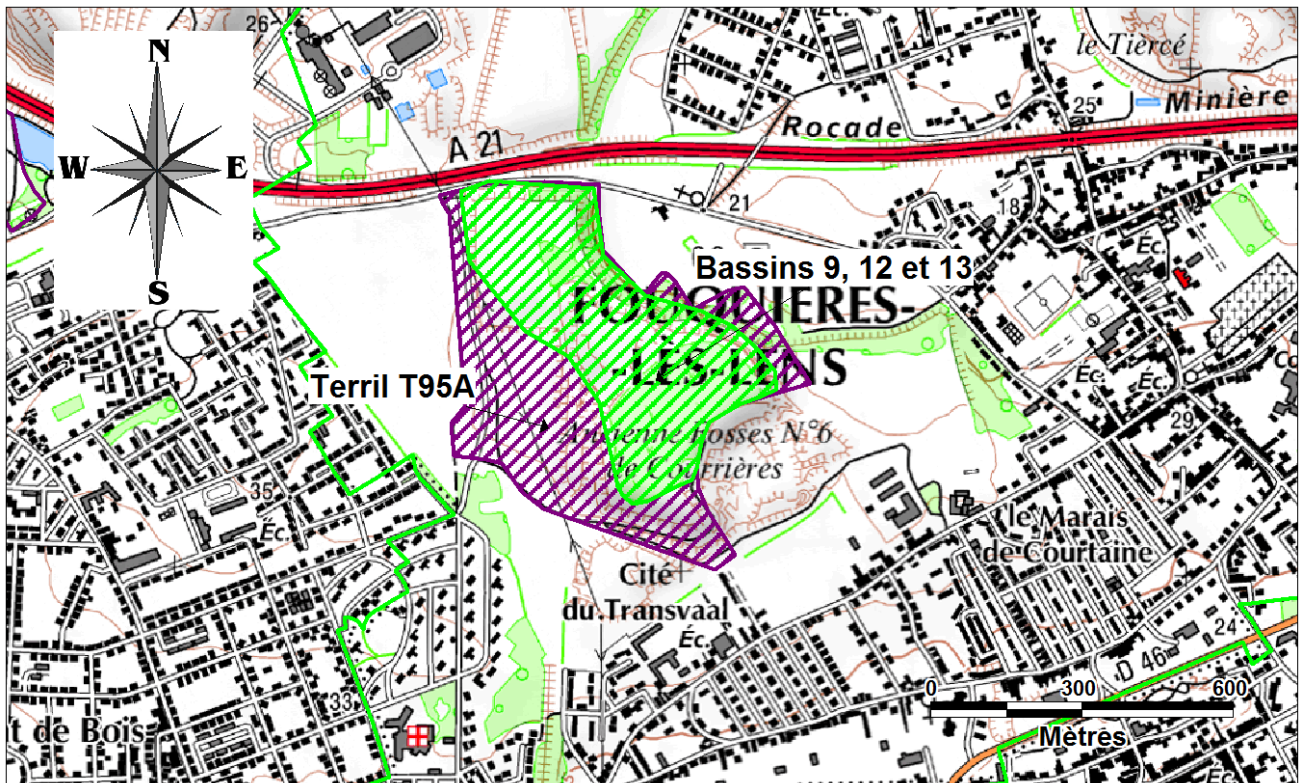 26
Éc.
le Tiercé
N
25
Minière
Rocade
A 21
W
E
21
18
Éc.
Bassins 9, 12 et 13
S
FOUQUIERES-
-LÈS-LENS
Terril T95A
Éc.
Éc.
29
Ancienne Fosses N°6
de Courrières
35
Éc.
le Marais
de Courtaine
Cité
du Transvaal
Éc.
24
D 46
33
0
300
600
t de Bois
Mètres